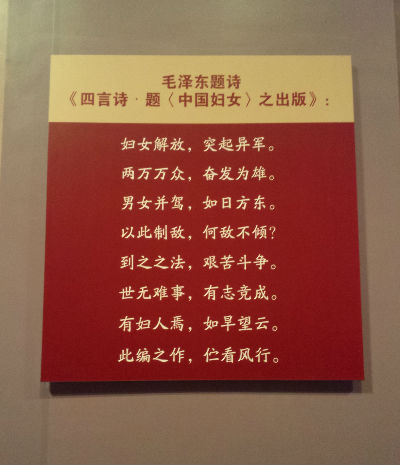 毛泽东题诗
《四言诗·题〈中国妇女〉之出版》：
妇女解放，突起异军。
两万万众，奋发为雄。
男女并驾，如日方东。
以此制敌，何敌不倾？
到之之法，艰苦斗争。
世无难事，有志竞成。
有妇人焉，如旱望云。
此编之作，伫看风行。